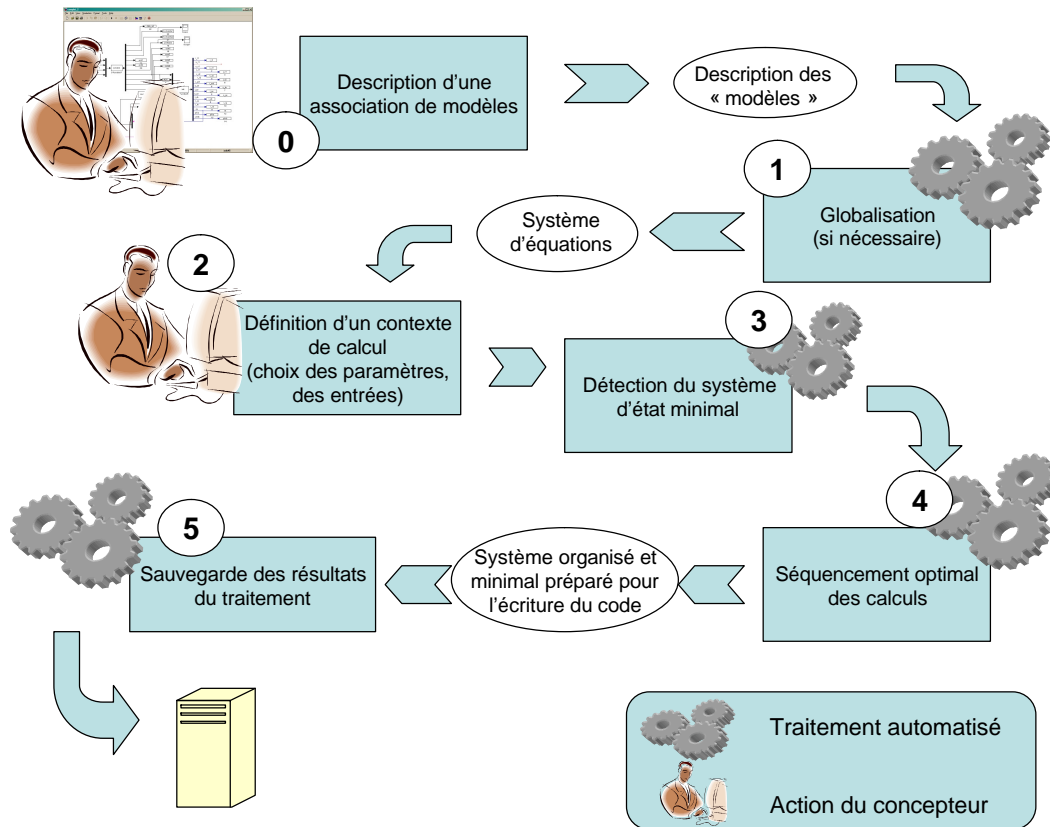 Description d'une
association de modèles
0
Description des
« modèles »
1
Globalisation
(si nécessaire)
Système
d'équations
2
Définition d'un contexte
de calcul
(choix des paramètres,
des entrées)
3
Détection du système
d'état minimal
4
Séquencement optimal
des calculs
Système organisé et
minimal préparé pour
l'écriture du code
5
Sauvegarde des résultats
du traitement
Traitement automatisé
Action du concepteur